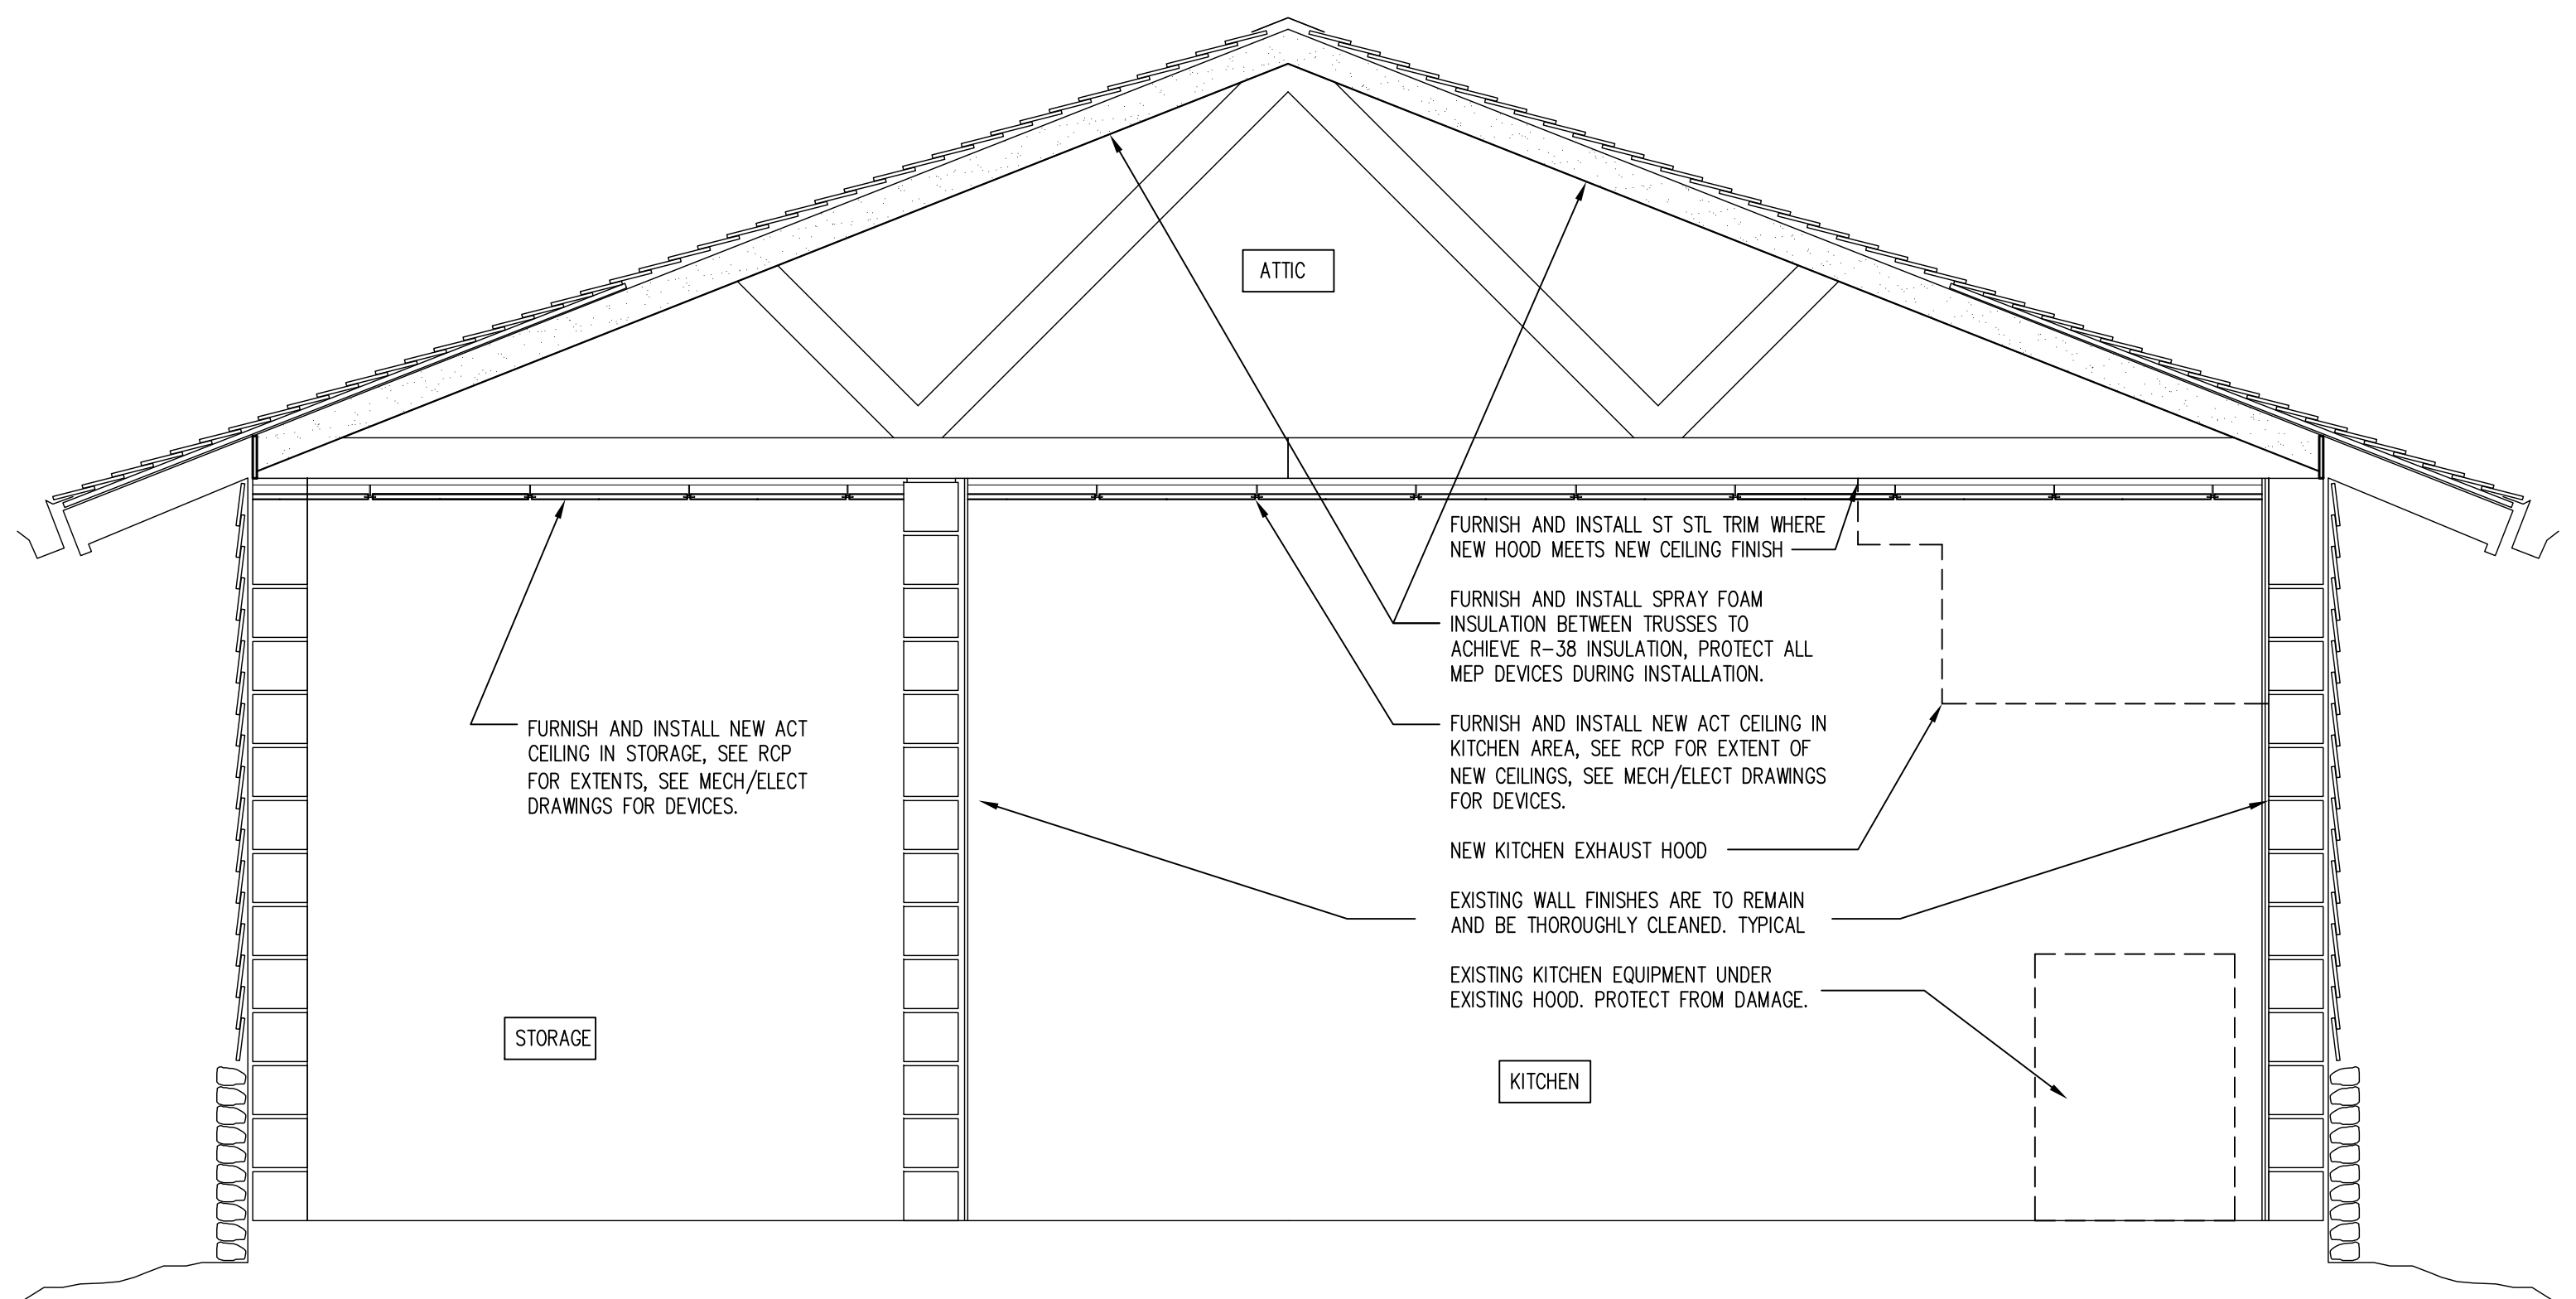 ATTIC
FURNISH AND INSTALL ST STL TRIM WHERE
NEW HOOD MEETS NEW CEILING FINISH
FURNISH AND INSTALL SPRAY FOAM
INSULATION BETWEEN TRUSSES TO
ACHIEVE R-38 INSULATION, PROTECT ALL
MEP DEVICES DURING INSTALLATION.
FURNISH AND INSTALL NEW ACT
CEILING IN STORAGE, SEE RCP
FOR EXTENTS, SEE MECH/ELECT
DRAWINGS FOR DEVICES.
FURNISH AND INSTALL NEW ACT CEILING IN
KITCHEN AREA, SEE RCP FOR EXTENT OF
NEW CEILINGS, SEE MECH/ELECT DRAWINGS
FOR DEVICES.
NEW KITCHEN EXHAUST HOOD
EXISTING WALL FINISHES ARE TO REMAIN
AND BE THOROUGHLY CLEANED. TYPICAL
EXISTING KITCHEN EQUIPMENT UNDER
EXISTING HOOD. PROTECT FROM DAMAGE.
STORAGE
KITCHEN